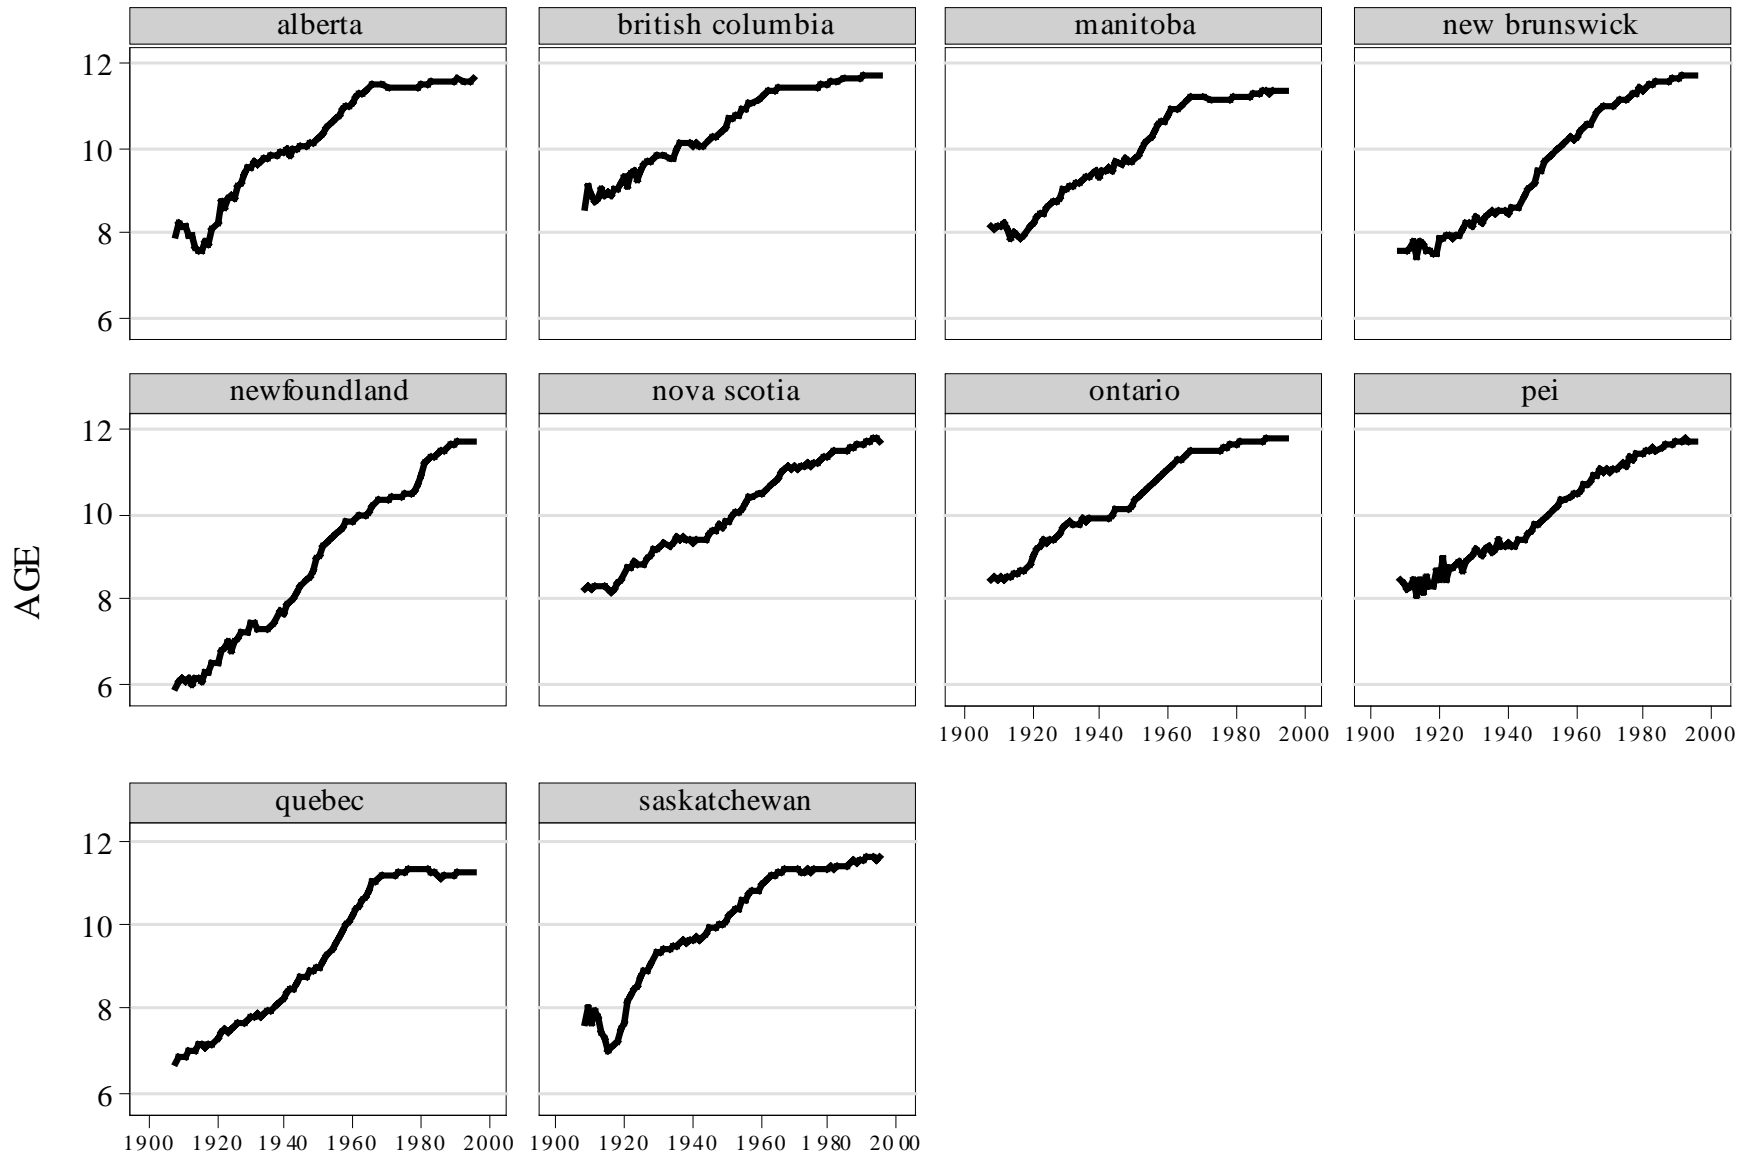 alberta british columbia manitoba new brunswick
12
10
8
6
newfoundland nova scotia ontario pei
12
10
8
6
AGE
1900 1920 1940 1960 1980 2000 1900 1920 1940 1960 1980 2000
quebec saskatchewan
12
10
8
6
1900 1920 1940 1960 1980 2000 1900 1920 1940 1960 1980 2000